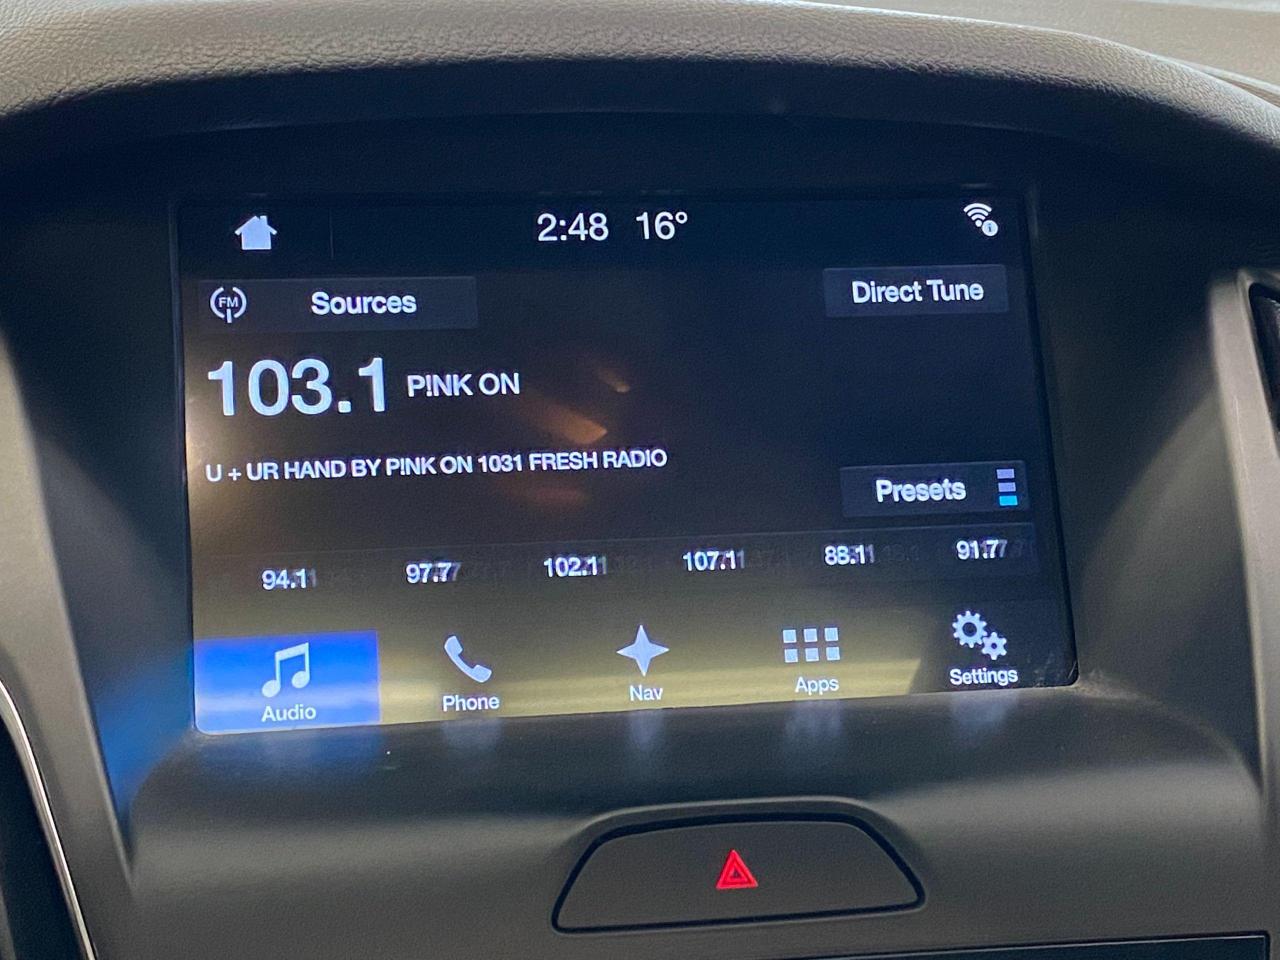 2:48 16°
FM Sources Direct Tune
103.1 P!NK ON
U + UR HAND BY P!NK ON 1031 FRESH RADIO
Presets
94.1 97.7 102.1 107.1 88.1 91.7
Audio Phone Nav Apps Settings